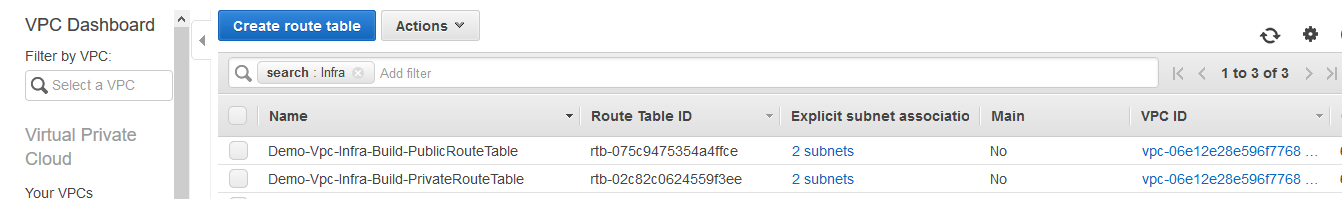 VPC Dashboard
Filter by VPC:
Select a VPC
Virtual Private
Cloud
Your VPCs
Create route table Actions
search : Infra Add filter
1 to 3 of 3
Name Route Table ID Explicit subnet associatio Main VPC ID
Demo-Vpc-Infra-Build-PublicRouteTable rtb-075c9475354a4ffce 2 subnets No vpc-06e12e28e596f7768 ...
Demo-Vpc-Infra-Build-PrivateRouteTable rtb-02c82c0624559f3ee 2 subnets No vpc-06e12e28e596f7768 ...